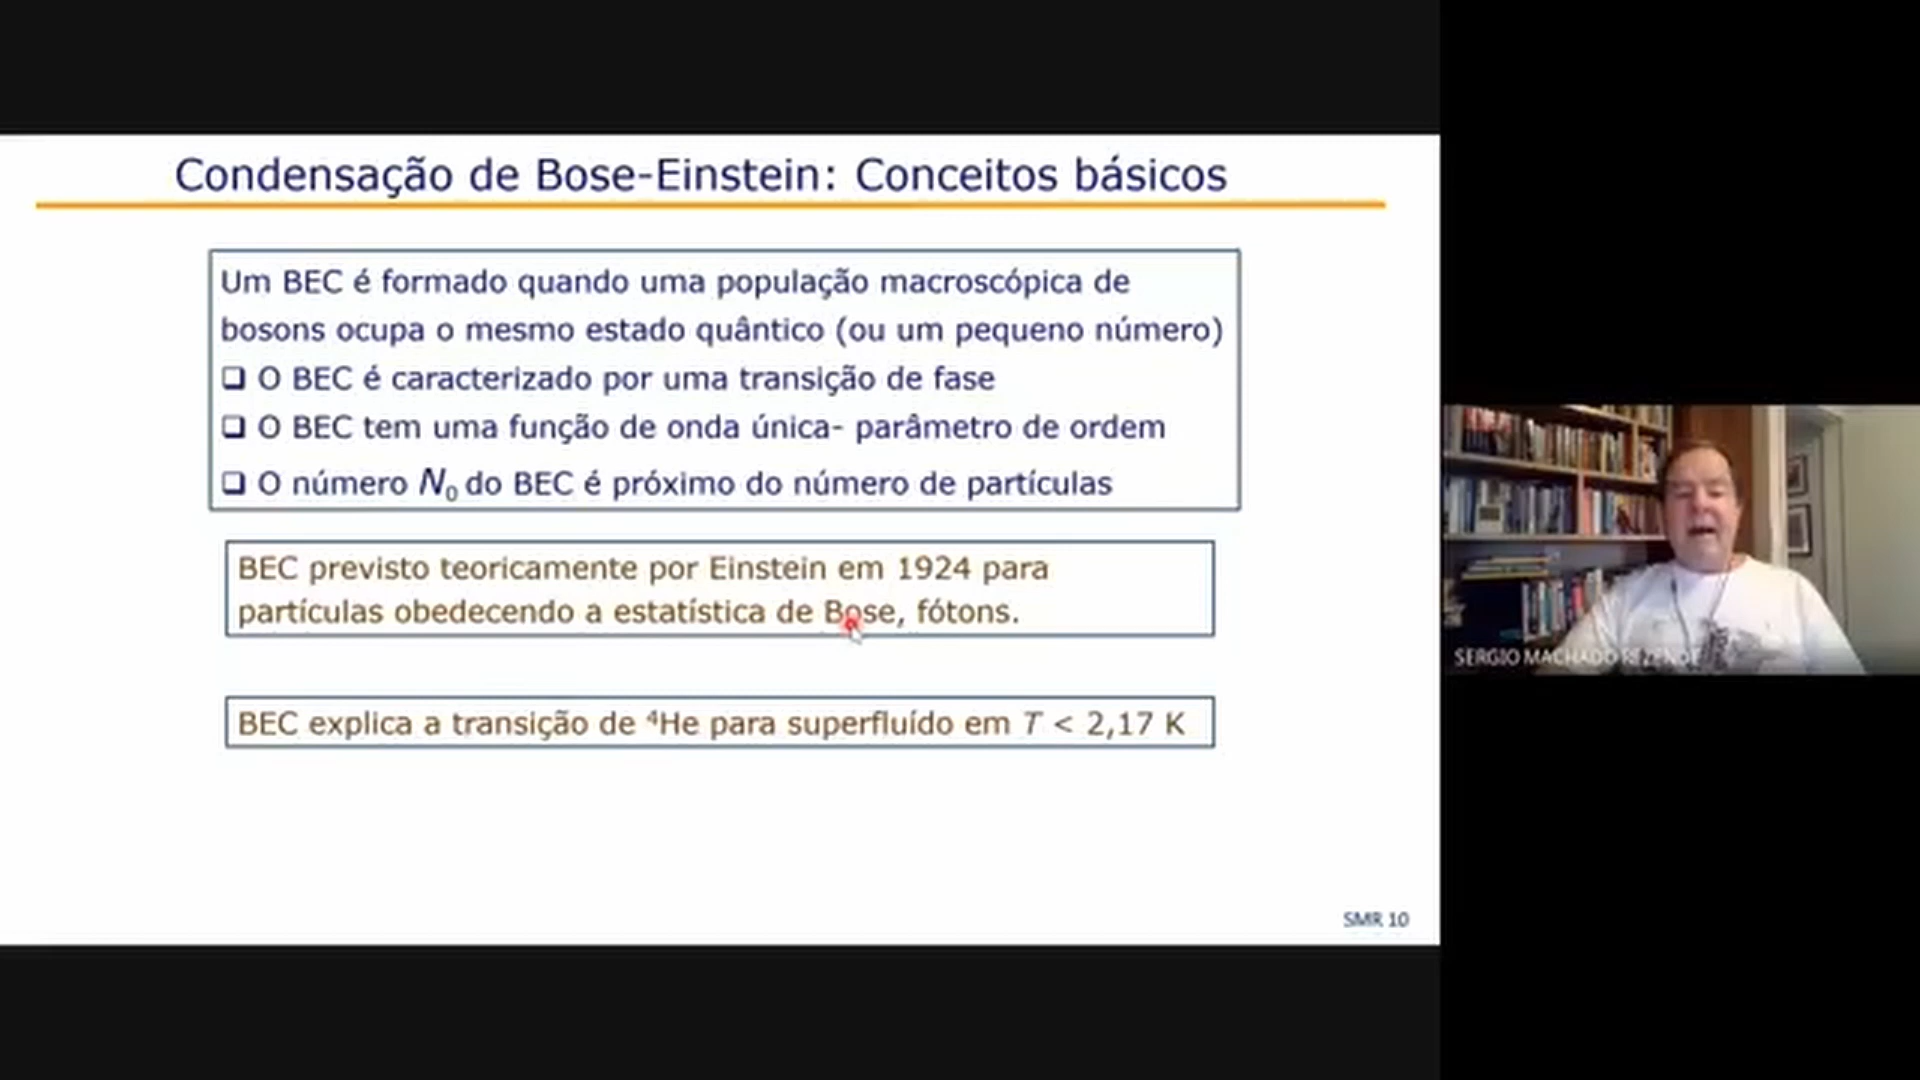 Condensação de Bose-Einstein: Conceitos básicos
Um BEC é formado quando uma população macroscópica de
bosons ocupa o mesmo estado quântico (ou um pequeno número)
❑ O BEC é caracterizado por uma transição de fase
❑ O BEC tem uma função de onda única- parâmetro de ordem
❑ O número N₀ do BEC é próximo do número de partículas
BEC previsto teoricamente por Einstein em 1924 para
partículas obedecendo a estatística de Bose, fótons.
BEC explica a transição de ⁴He para superfluído em T < 2,17 K
SMR 10
SERGIO MACHADO REZENDE